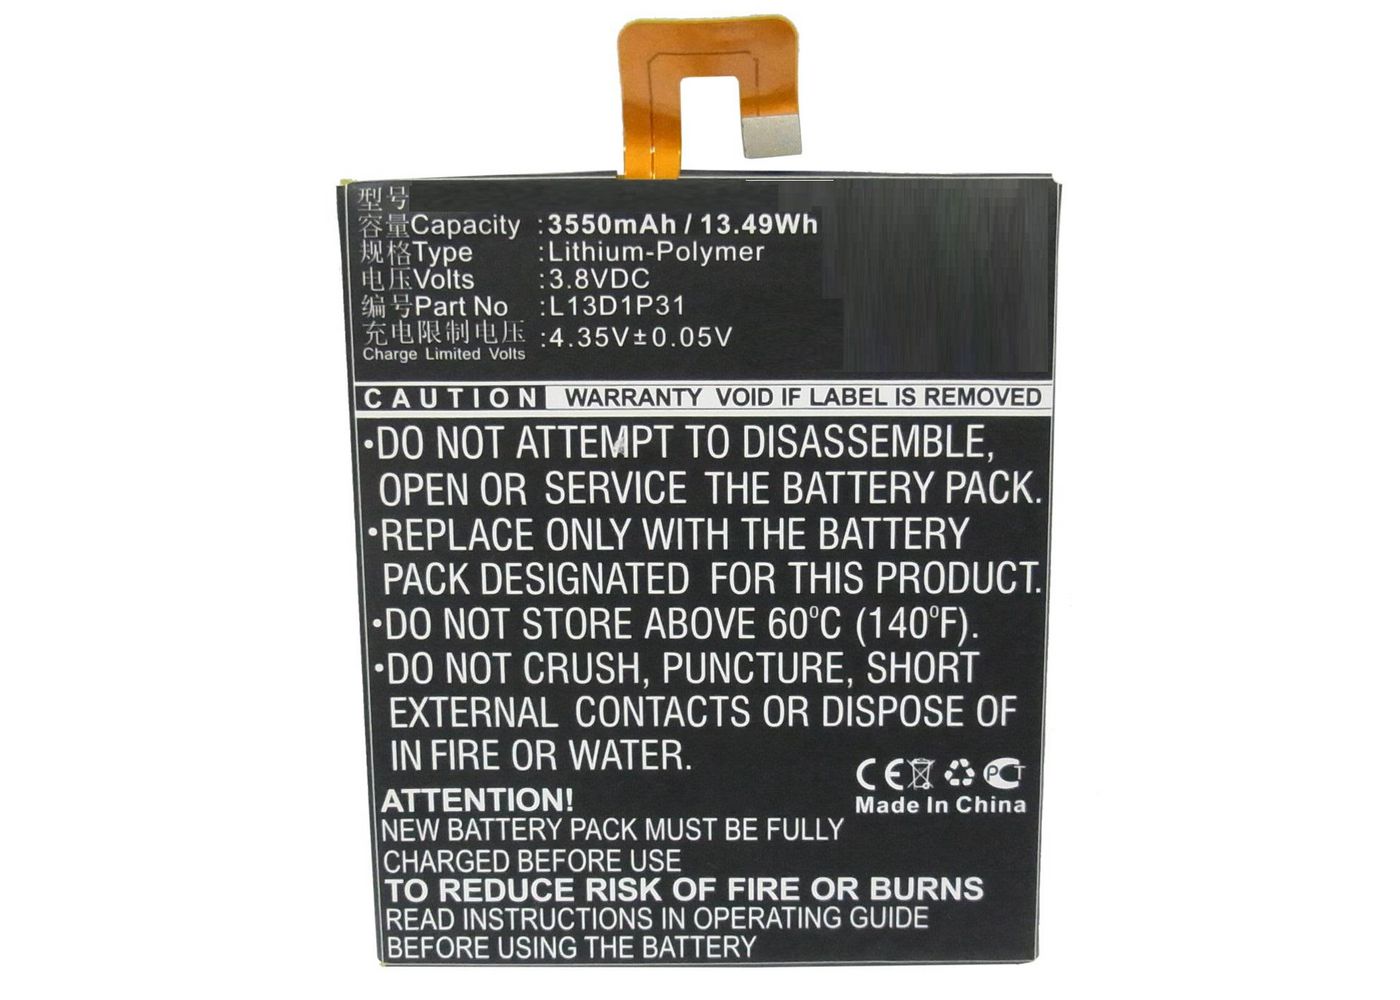 型号
容量Capacity :3550mAh / 13.49Wh
规格Type :Lithium-Polymer
电压Volts :3.8VDC
编号Part No :L13D1P31
充电限制电压 :4.35V±0.05V
Charge Limited Volts
CAUTION WARRANTY VOID IF LABEL IS REMOVED
•DO NOT ATTEMPT TO DISASSEMBLE,
OPEN OR SERVICE THE BATTERY PACK.
•REPLACE ONLY WITH THE BATTERY
PACK DESIGNATED FOR THIS PRODUCT.
•DO NOT STORE ABOVE 60°C (140°F).
•DO NOT CRUSH, PUNCTURE, SHORT
EXTERNAL CONTACTS OR DISPOSE OF
IN FIRE OR WATER.
CE PCT
Made In China
ATTENTION!
NEW BATTERY PACK MUST BE FULLY
CHARGED BEFORE USE
TO REDUCE RISK OF FIRE OR BURNS
READ INSTRUCTIONS IN OPERATING GUIDE
BEFORE USING THE BATTERY